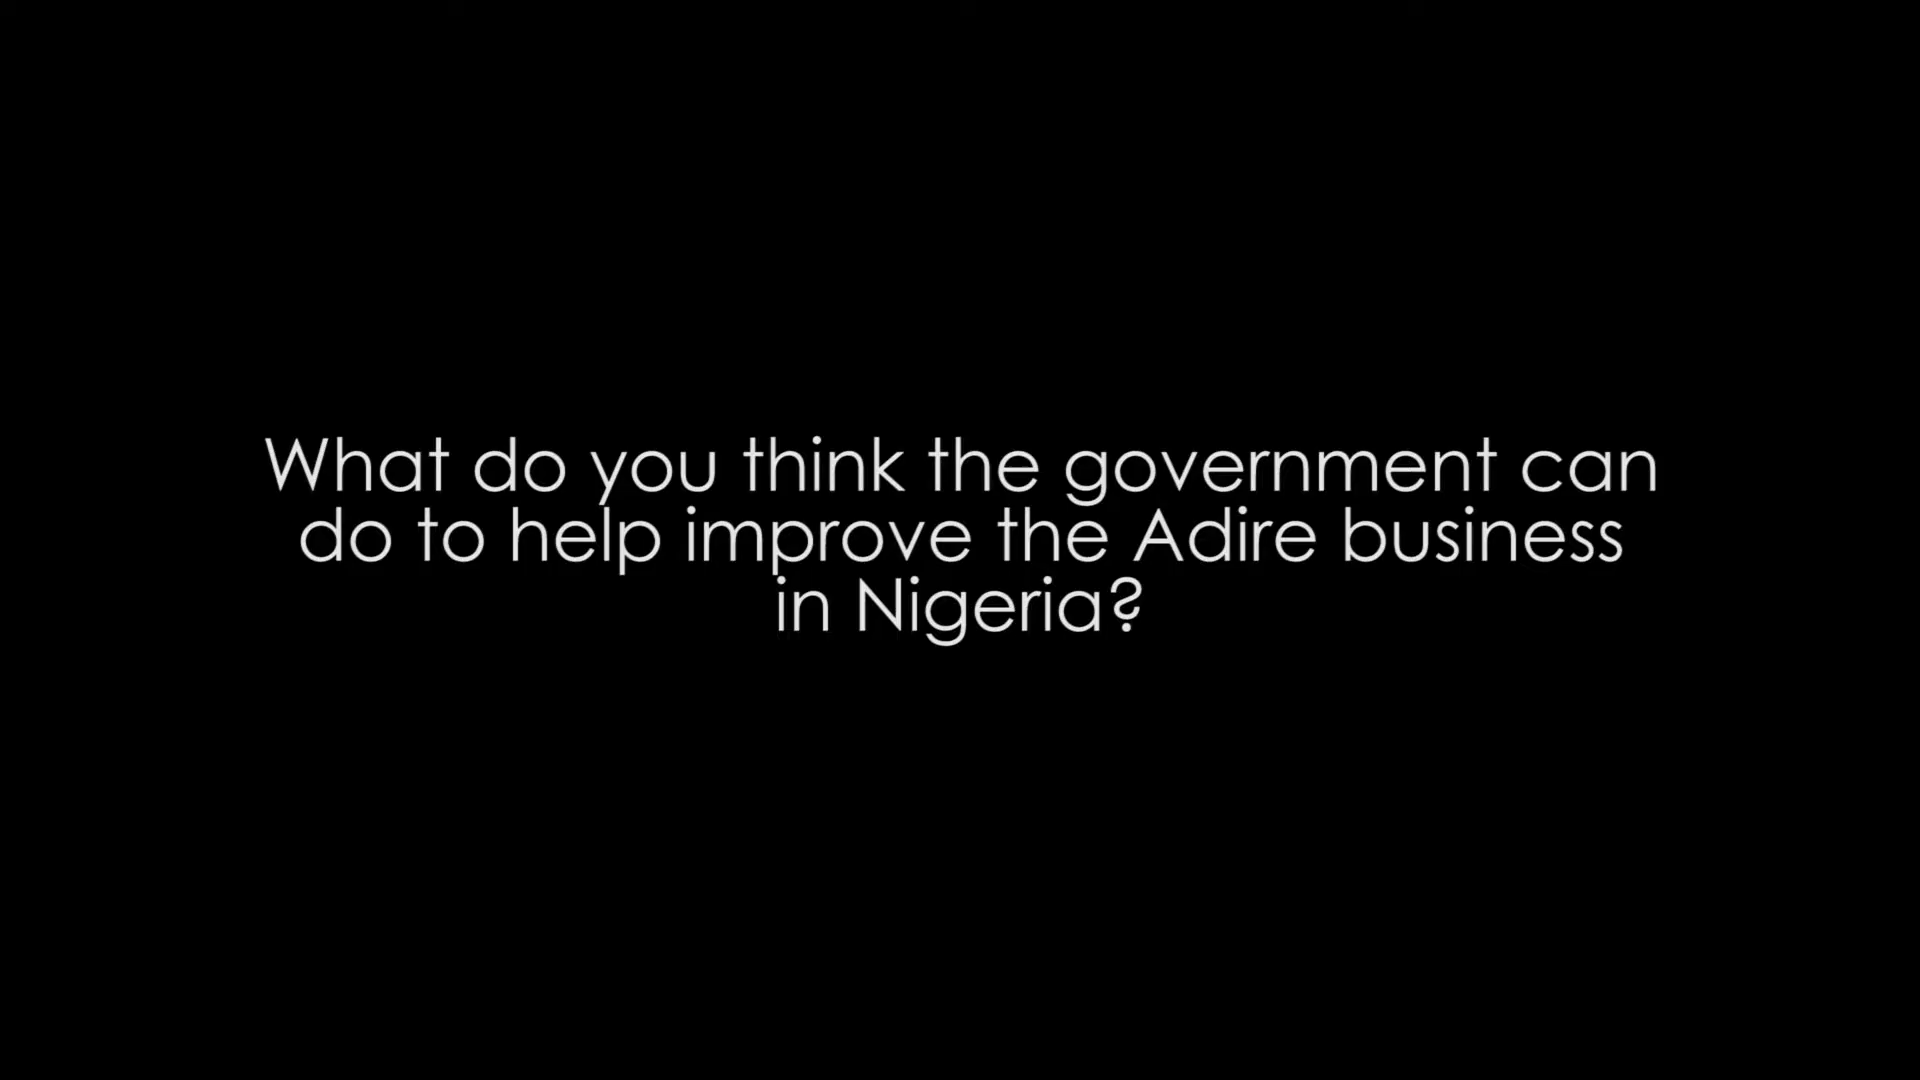 What do you think the government can
do to help improve the Adire business
in Nigeria?